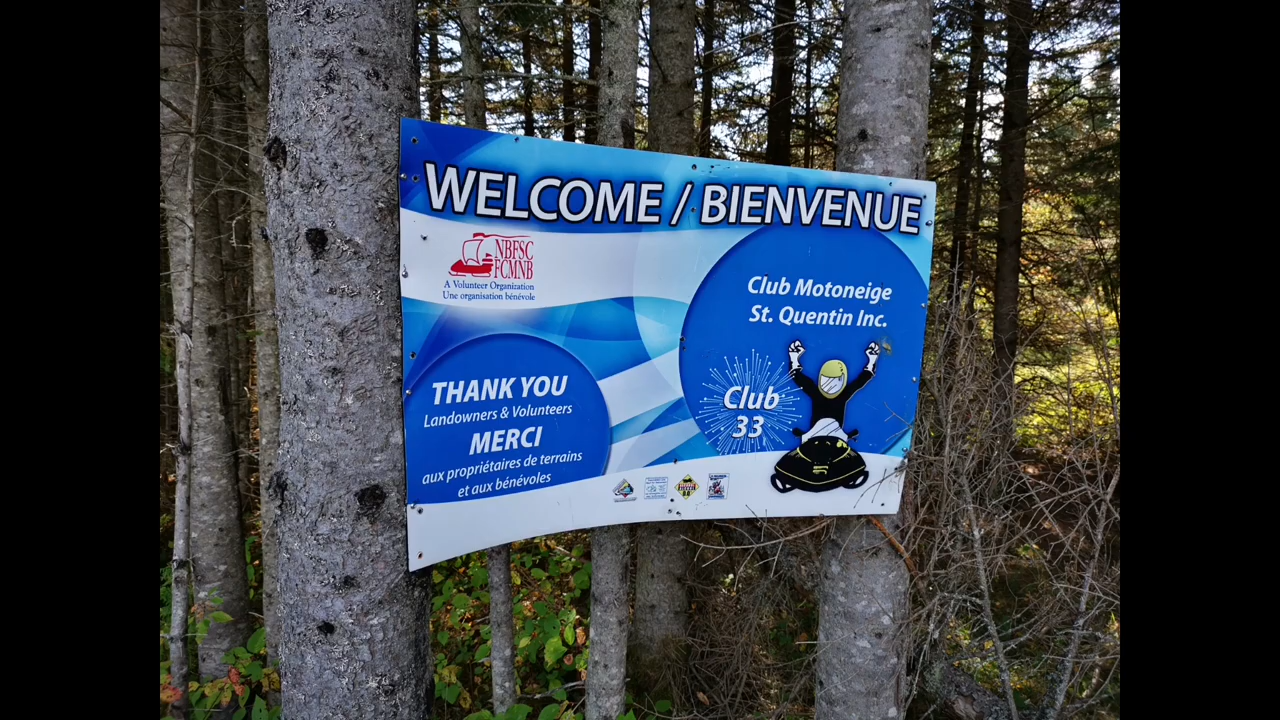 WELCOME / BIENVENUE
NBFSC
FCMNB
A Volunteer Organization
Une organisation bénévole
Club Motoneige
St. Quentin Inc.
Club
33
THANK YOU
Landowners & Volunteers
MERCI
aux propriétaires de terrains
et aux bénévoles